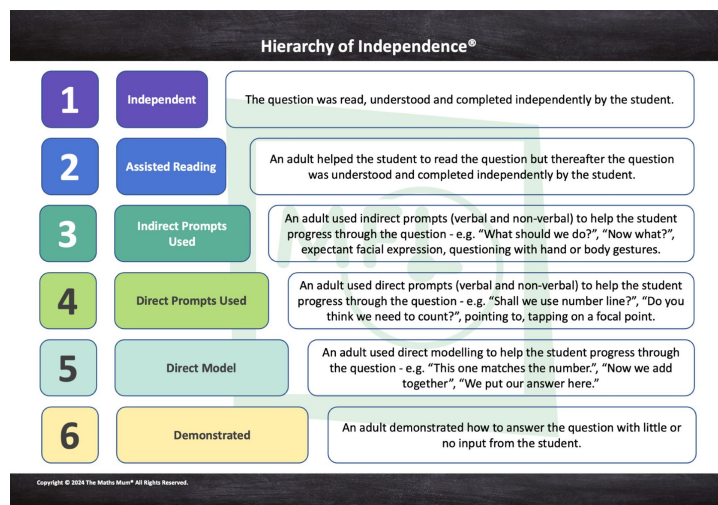 Hierarchy of Independence®
1
Independent
The question was read, understood and completed independently by the student.
2
Assisted Reading
An adult helped the student to read the question but thereafter the question
was understood and completed independently by the student.
3
Indirect Prompts
Used
An adult used indirect prompts (verbal and non-verbal) to help the student
progress through the question - e.g. “What should we do?”, “Now what?”,
expectant facial expression, questioning with hand or body gestures.
4
Direct Prompts Used
An adult used direct prompts (verbal and non-verbal) to help the student
progress through the question - e.g. “Shall we use number line?”, “Do you
think we need to count?”, pointing to, tapping on a focal point.
5
Direct Model
An adult used direct modelling to help the student progress through
the question - e.g. “This one matches the number.”, “Now we add
together”, “We put our answer here.”
6
Demonstrated
An adult demonstrated how to answer the question with little or
no input from the student.
Copyright © 2024 The Maths Mum® All Rights Reserved.